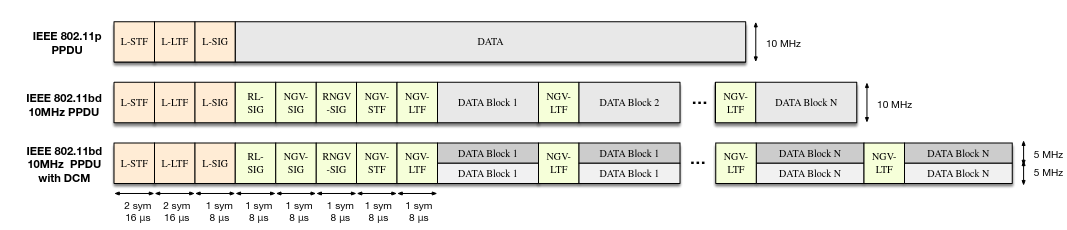 IEEE 802.11p
PPDU
L-STF L-LTF L-SIG DATA
10 MHz
IEEE 802.11bd
10MHz PPDU
L-STF L-LTF L-SIG RL-
SIG NGV-
SIG RNGV
-SIG NGV-
STF NGV-
LTF DATA Block 1 NGV-
LTF DATA Block 2 ... NGV-
LTF DATA Block N
10 MHz
IEEE 802.11bd
10MHz PPDU
with DCM
L-STF L-LTF L-SIG RL-
SIG NGV-
SIG RNGV
-SIG NGV-
STF NGV-
LTF DATA Block 1
DATA Block 1
NGV-
LTF DATA Block 1
DATA Block 1
...
NGV-
LTF DATA Block N
DATA Block N
NGV-
LTF DATA Block N
DATA Block N
5 MHz
5 MHz
2 sym
16 μs
2 sym
16 μs
1 sym
8 μs
1 sym
8 μs
1 sym
8 μs
1 sym
8 μs
1 sym
8 μs
1 sym
8 μs